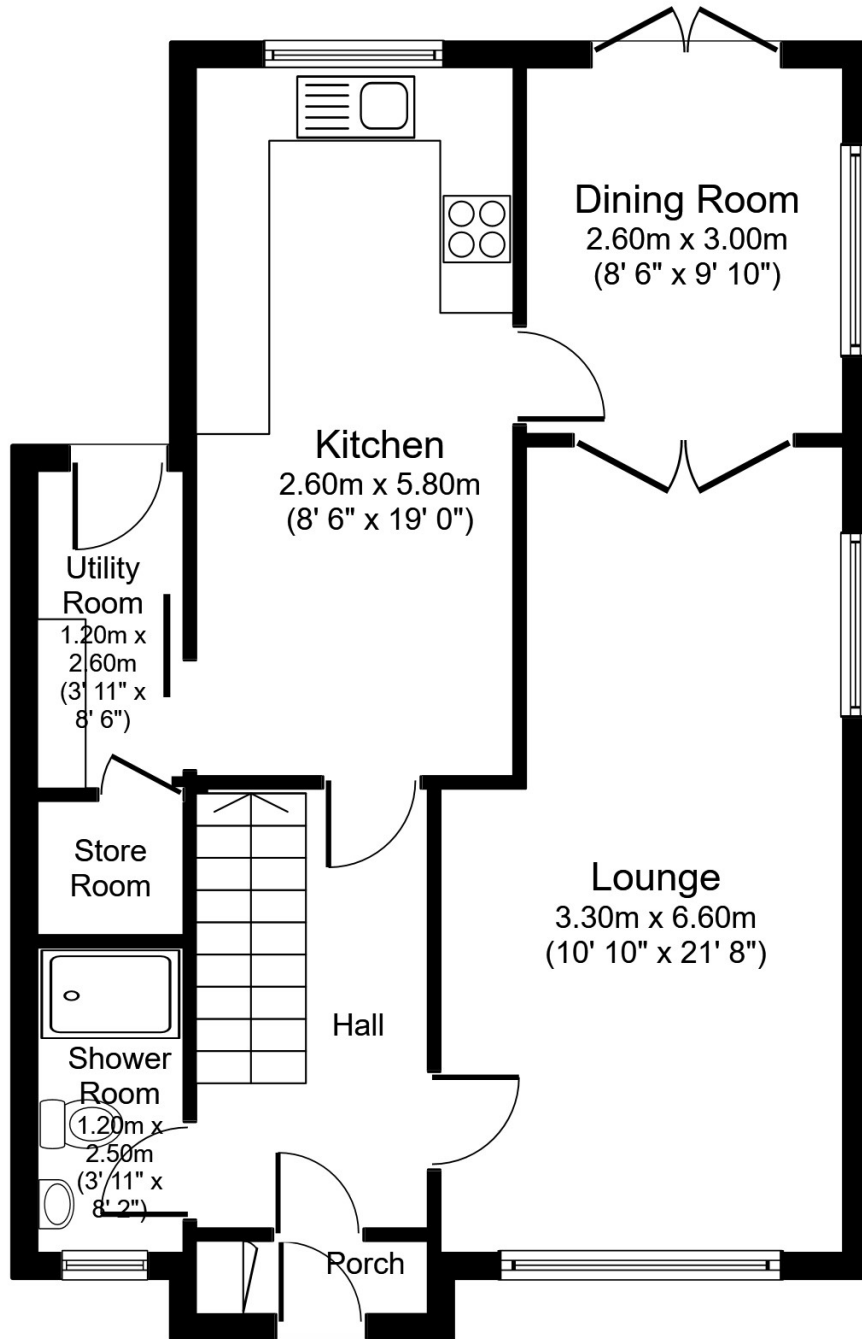 Dining Room
2.60m x 3.00m
(8' 6" x 9' 10")
Kitchen
2.60m x 5.80m
(8' 6" x 19' 0")
Utility
Room
1.20m x
2.60m
(3' 11" x
8' 6")
Store
Room
Lounge
3.30m x 6.60m
(10' 10" x 21' 8")
Hall
Shower
Room
1.20m x
2.50m
(3' 11" x
8' 2")
Porch